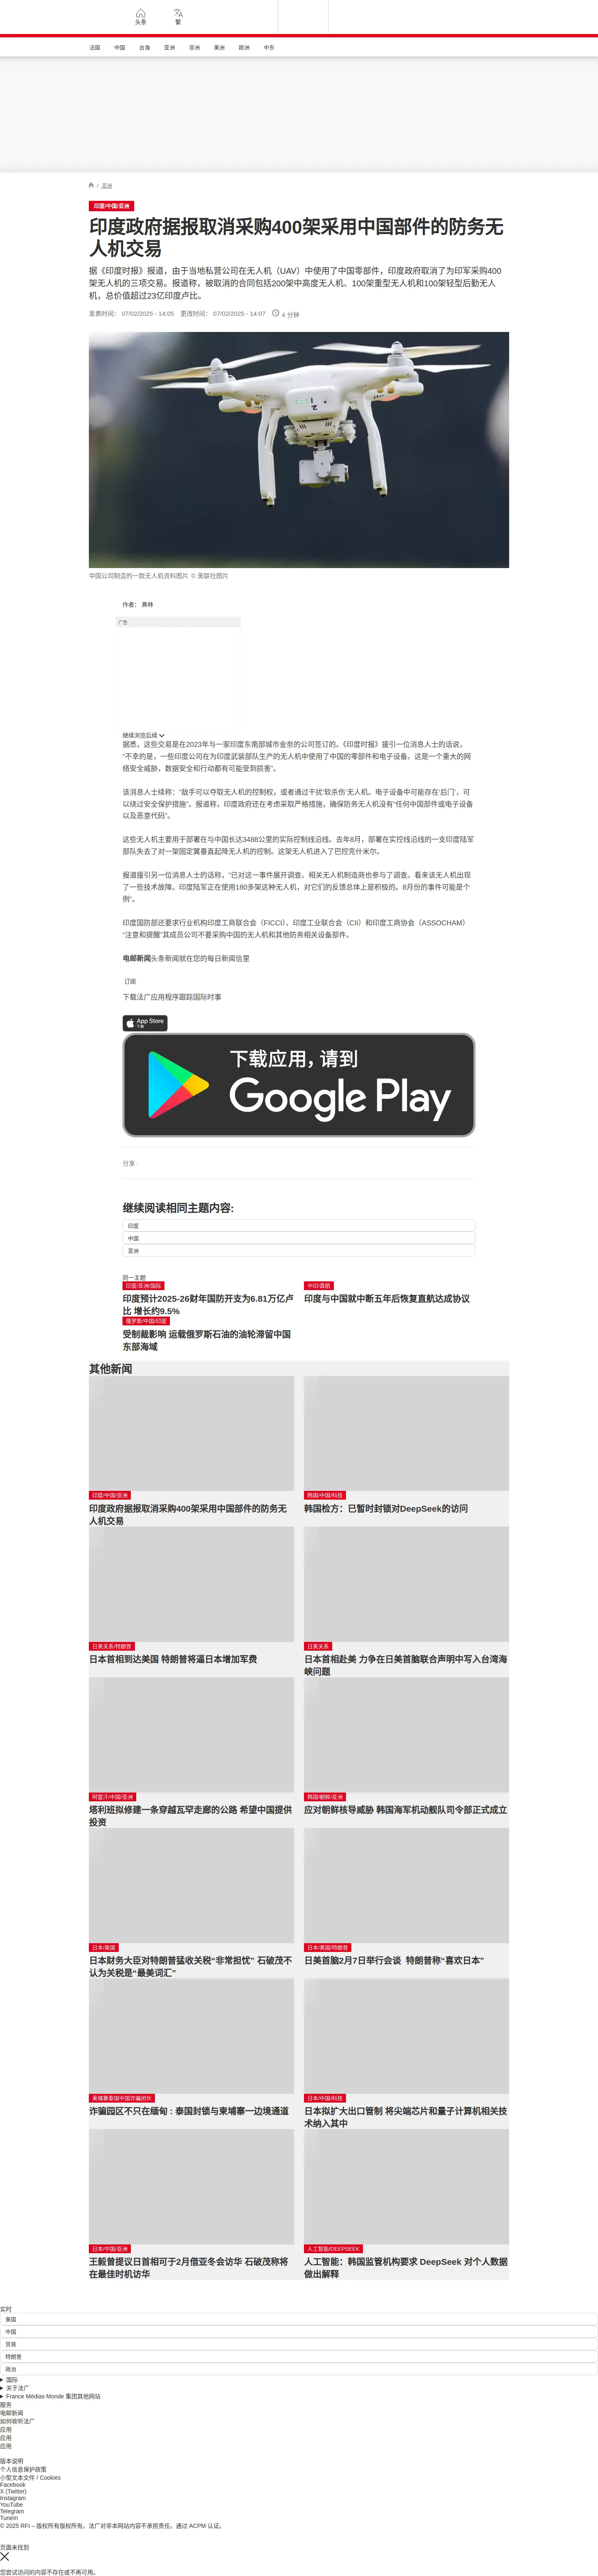 头条
繁
法国
中国
台海
亚洲
非洲
美洲
欧洲
中东
/ 亚洲
印度/中国/亚洲
印度政府据报取消采购400架采用中国部件的防务无
人机交易
据《印度时报》报道，由于当地私营公司在无人机（UAV）中使用了中国零部件，印度政府取消了为印军采购400
架无人机的三项交易。报道称，被取消的合同包括200架中高度无人机、100架重型无人机和100架轻型后勤无人
机，总价值超过23亿印度卢比。
发表时间： 07/02/2025 - 14:05 更改时间： 07/02/2025 - 14:07 4 分钟
中国公司制造的一款无人机资料图片 © 美联社图片
作者： 弗林
广告
继续浏览后续
据悉，这些交易是在2023年与一家印度东南部城市金奈的公司签订的。《印度时报》援引一位消息人士的话说，
“不幸的是，一些印度公司在为印度武装部队生产的无人机中使用了中国的零部件和电子设备。这是一个重大的网
络安全威胁，数据安全和行动都有可能受到损害”。
该消息人士续称：“敌手可以夺取无人机的控制权，或者通过干扰‘软杀伤’无人机。电子设备中可能存在‘后门’，可
以绕过安全保护措施”。报道称，印度政府还在考虑采取严格措施，确保防务无人机没有“任何中国部件或电子设备
以及恶意代码”。
这些无人机主要用于部署在与中国长达3488公里的实际控制线沿线。去年8月，部署在实控线沿线的一支印度陆军
部队失去了对一架固定翼垂直起降无人机的控制。这架无人机进入了巴控克什米尔。
报道援引另一位消息人士的话称，“已对这一事件展开调查。相关无人机制造商也参与了调查。看来该无人机出现
了一些技术故障。印度陆军正在使用180多架这种无人机，对它们的反馈总体上是积极的。8月份的事件可能是个
例”。
印度国防部还要求行业机构印度工商联合会（FICCI）、印度工业联合会（CII）和印度工商协会（ASSOCHAM）
“注意和提醒”其成员公司不要采购中国的无人机和其他防务相关设备部件。
电邮新闻头条新闻就在您的每日新闻信里
订阅
下载法广应用程序跟踪国际时事
App Store
下载
下载应用，请到
Google Play
分享 :
继续阅读相同主题内容:
印度
中国
亚洲
同一主题
印度/亚洲/国际
印度预计2025-26财年国防开支为6.81万亿卢
比 增长约9.5%
中印/直航
印度与中国就中断五年后恢复直航达成协议
俄罗斯/中国/印度
受制裁影响 运载俄罗斯石油的油轮滞留中国
东部海域
其他新闻
印度/中国/亚洲
印度政府据报取消采购400架采用中国部件的防务无
人机交易
韩国/中国/科技
韩国检方：已暂时封锁对DeepSeek的访问
日美关系/特朗普
日本首相到达美国 特朗普将逼日本增加军费
日美关系
日本首相赴美 力争在日美首脑联合声明中写入台湾海
峡问题
阿富汗/中国/亚洲
塔利班拟修建一条穿越瓦罕走廊的公路 希望中国提供
投资
韩国/朝鲜/亚洲
应对朝鲜核导威胁 韩国海军机动舰队司令部正式成立
日本/美国
日本财务大臣对特朗普猛收关税“非常担忧” 石破茂不
认为关税是“最美词汇”
日本/美国/特朗普
日美首脑2月7日举行会谈 特朗普称“喜欢日本”
柬埔寨泰国中国诈骗团伙
诈骗园区不只在缅甸 : 泰国封锁与柬埔寨一边境通道
日本/中国/科技
日本拟扩大出口管制 将尖端芯片和量子计算机相关技
术纳入其中
日本/中国/亚洲
王毅曾提议日首相可于2月借亚冬会访华 石破茂称将
在最佳时机访华
人工智能/DEEPSEEK
人工智能：韩国监管机构要求 DeepSeek 对个人数据
做出解释
实时
美国
中国
贸易
特朗普
政治
国际
关于法广
France Médias Monde 集团其他网站
服务
电邮新闻
如何收听法广
应用
应用
应用
版本说明
个人信息保护政策
小型文本文件 / Cookies
Facebook
X (Twitter)
Instagram
YouTube
Telegram
TuneIn
© 2025 RFI – 版权所有版权所有。法广对非本网站内容不承担责任。通过 ACPM 认证。
页面未找到
您尝试访问的内容不存在或不再可用。